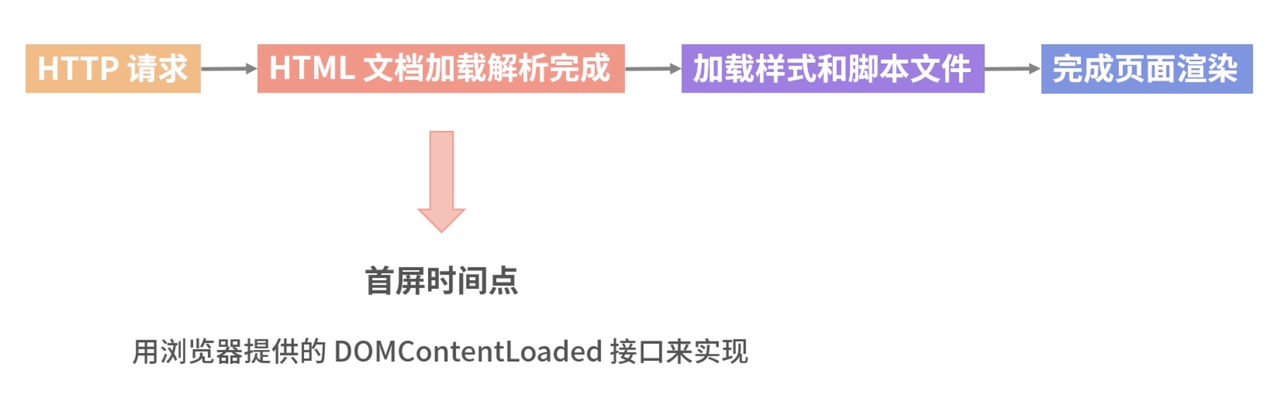 HTTP 请求
HTML 文档加载解析完成
加载样式和脚本文件
完成页面渲染
首屏时间点
用浏览器提供的 DOMContentLoaded 接口来实现